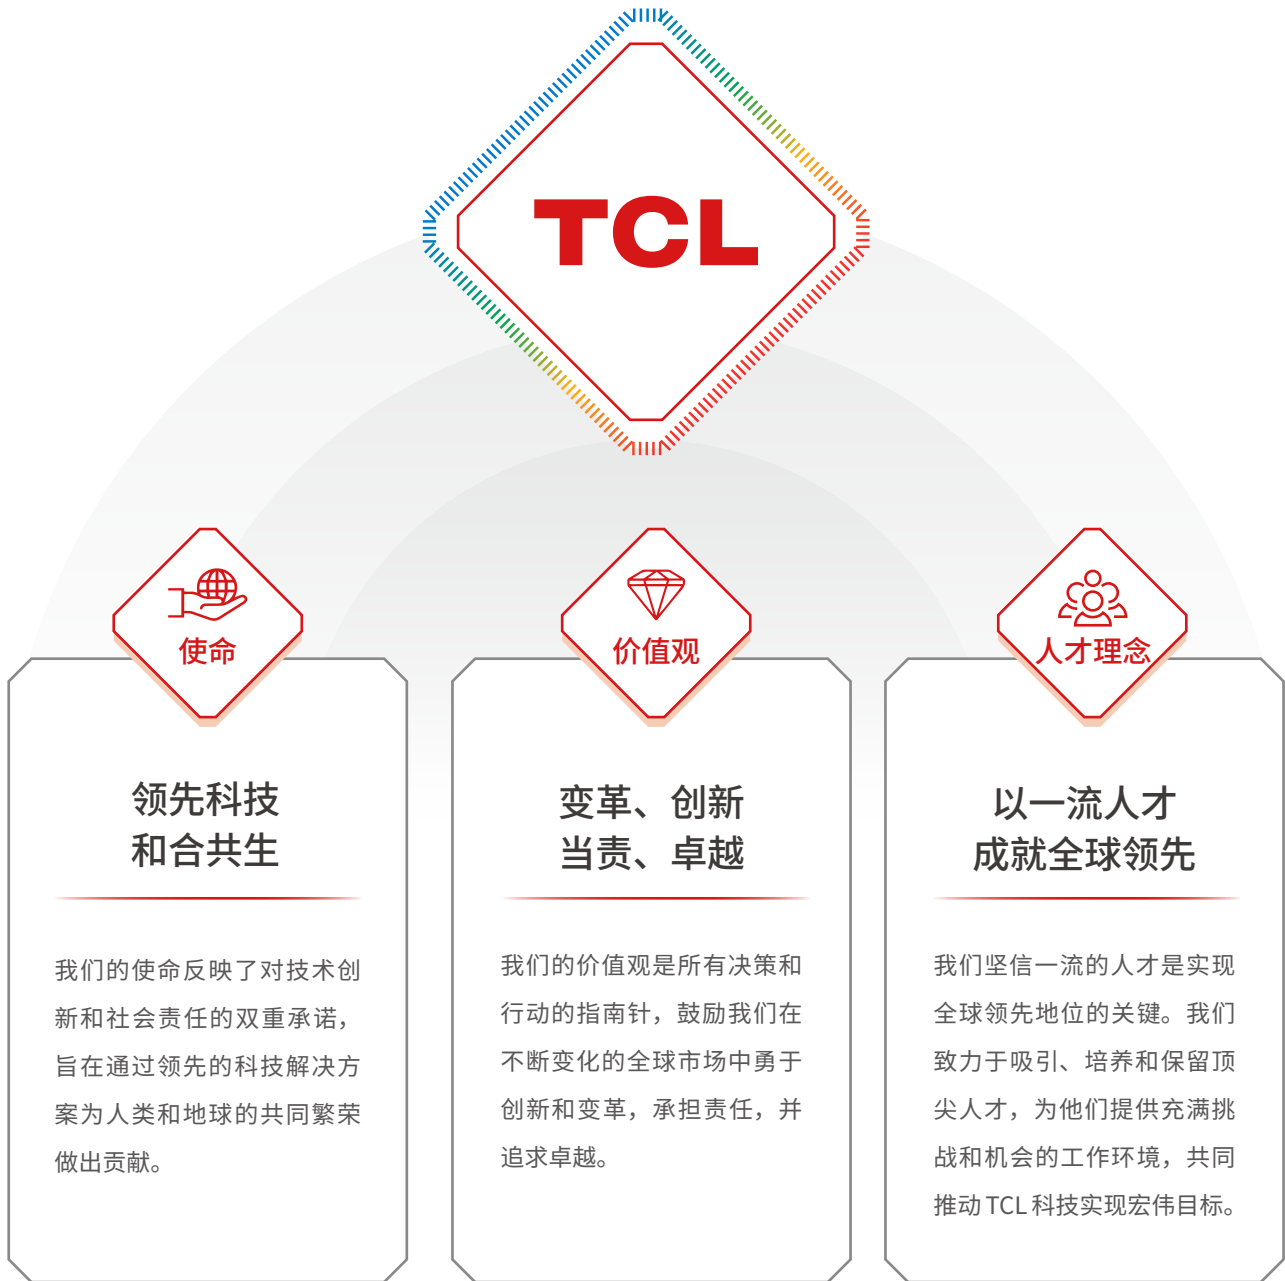 TCL
使命
领先科技
和合共生
我们的使命反映了对技术创
新和社会责任的双重承诺，
旨在通过领先的科技解决方
案为人类和地球的共同繁荣
做出贡献。
价值观
变革、创新
当责、卓越
我们的价值观是所有决策和
行动的指南针，鼓励我们在
不断变化的全球市场中勇于
创新和变革，承担责任，并
追求卓越。
人才理念
以一流人才
成就全球领先
我们坚信一流的人才是实现
全球领先地位的关键。我们
致力于吸引、培养和保留顶
尖人才，为他们提供充满挑
战和机会的工作环境，共同
推动 TCL 科技实现宏伟目标。